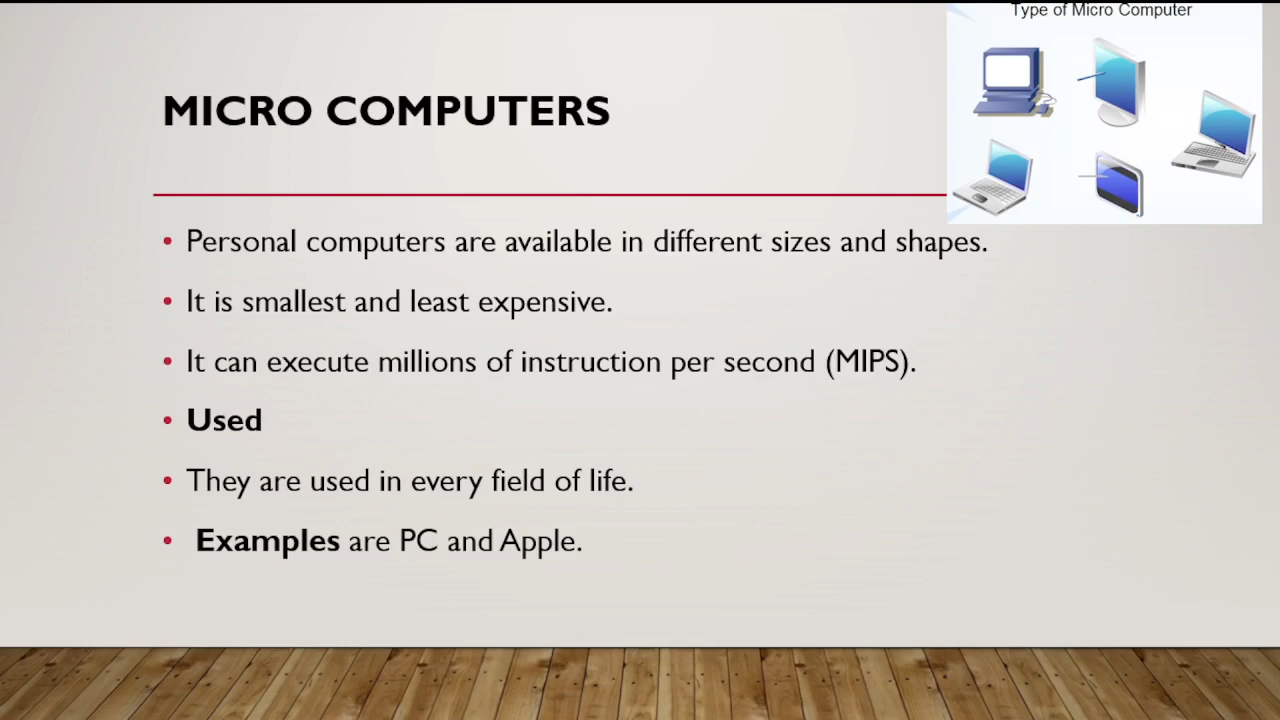 Type of Micro Computer
MICRO COMPUTERS
• Personal computers are available in different sizes and shapes.
• It is smallest and least expensive.
• It can execute millions of instruction per second (MIPS).
• Used
• They are used in every field of life.
• Examples are PC and Apple.